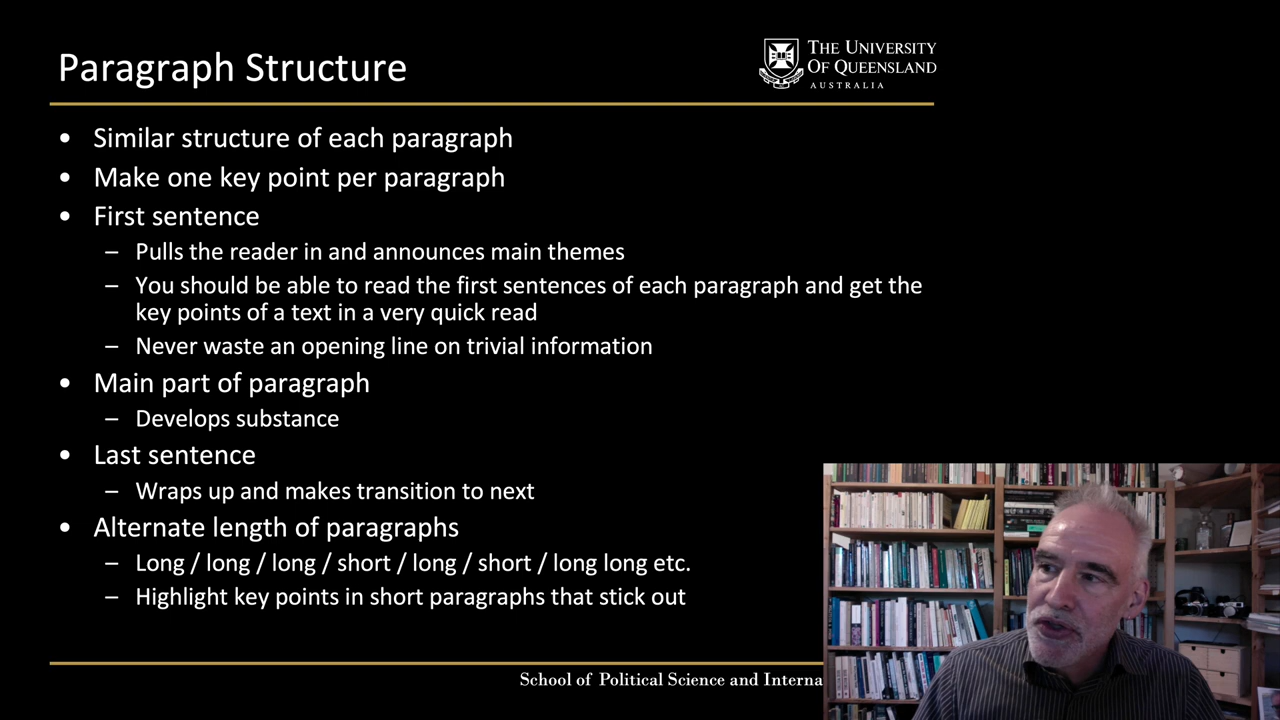 Paragraph Structure
THE UNIVERSITY
OF QUEENSLAND
AUSTRALIA
• Similar structure of each paragraph
• Make one key point per paragraph
• First sentence
– Pulls the reader in and announces main themes
– You should be able to read the first sentences of each paragraph and get the
key points of a text in a very quick read
– Never waste an opening line on trivial information
• Main part of paragraph
– Develops substance
• Last sentence
– Wraps up and makes transition to next
• Alternate length of paragraphs
– Long / long / long / short / long / short / long long etc.
– Highlight key points in short paragraphs that stick out
School of Political Science and Interna